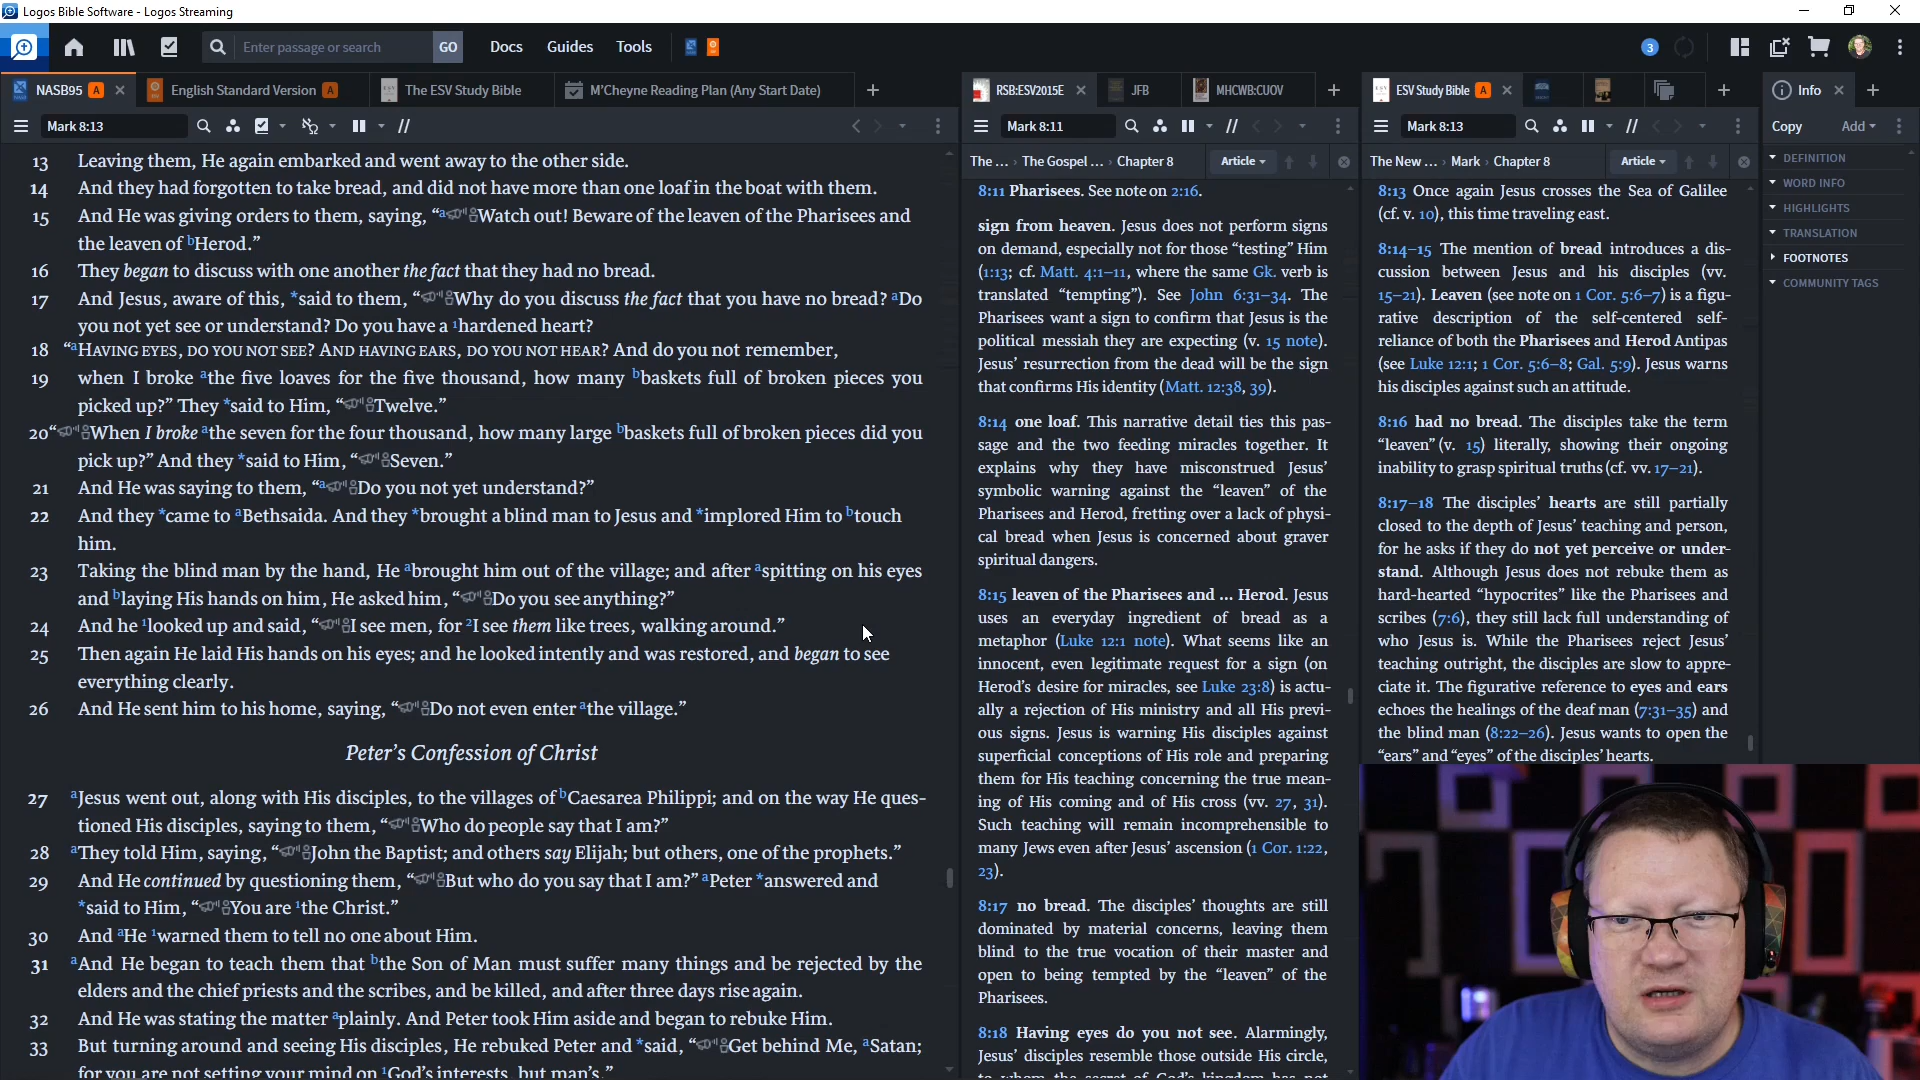 Logos Bible Software - Logos Streaming
Enter passage or search
GO
Docs
Guides
Tools
3
NASB95 A
English Standard Version A
The ESV Study Bible
M'Cheyne Reading Plan (Any Start Date)
Mark 8:13
13 Leaving them, He again embarked and went away to the other side.
14 And they had forgotten to take bread, and did not have more than one loaf in the boat with them.
15 And He was giving orders to them, saying, “aWatch out! Beware of the leaven of the Pharisees and
the leaven of bHerod.”
16 They began to discuss with one another the fact that they had no bread.
17 And Jesus, aware of this, *said to them, “Why do you discuss the fact that you have no bread? aDo
you not yet see or understand? Do you have a 1hardened heart?
18 “aHAVING EYES, DO YOU NOT SEE? AND HAVING EARS, DO YOU NOT HEAR? And do you not remember,
19 when I broke athe five loaves for the five thousand, how many bbaskets full of broken pieces you
picked up?” They *said to Him, “Twelve.”
20 “When I broke athe seven for the four thousand, how many large bbaskets full of broken pieces did you
pick up?” And they *said to Him, “Seven.”
21 And He was saying to them, “aDo you not yet understand?”
22 And they *came to aBethsaida. And they *brought a blind man to Jesus and *implored Him to btouch
him.
23 Taking the blind man by the hand, He abrought him out of the village; and after aspitting on his eyes
and blaying His hands on him, He asked him, “Do you see anything?”
24 And he 1looked up and said, “I see men, for 2I see them like trees, walking around.”
25 Then again He laid His hands on his eyes; and he looked intently and was restored, and began to see
everything clearly.
26 And He sent him to his home, saying, “Do not even enter athe village.”
Peter’s Confession of Christ
27 aJesus went out, along with His disciples, to the villages of bCaesarea Philippi; and on the way He ques-
tioned His disciples, saying to them, “Who do people say that I am?”
28 aThey told Him, saying, “John the Baptist; and others say Elijah; but others, one of the prophets.”
29 And He continued by questioning them, “But who do you say that I am?” aPeter *answered and
*said to Him, “You are 1the Christ.”
30 And aHe 1warned them to tell no one about Him.
31 aAnd He began to teach them that bthe Son of Man must suffer many things and be rejected by the
elders and the chief priests and the scribes, and be killed, and after three days rise again.
32 And He was stating the matter aplainly. And Peter took Him aside and began to rebuke Him.
33 But turning around and seeing His disciples, He rebuked Peter and *said, “Get behind Me, aSatan;
for you are not setting your mind on 1God’s interests, but man’s.”
RSB:ESV2015E
JFB
MHCWB:CUOV
Mark 8:11
The ... › The Gospel ... › Chapter 8
Article
8:11 Pharisees. See note on 2:16.
sign from heaven. Jesus does not perform signs
on demand, especially not for those “testing” Him
(1:13; cf. Matt. 4:1–11, where the same Gk. verb is
translated “tempting”). See John 6:31–34. The
Pharisees want a sign to confirm that Jesus is the
political messiah they are expecting (v. 15 note).
Jesus’ resurrection from the dead will be the sign
that confirms His identity (Matt. 12:38, 39).
8:14 one loaf. This narrative detail ties this pas-
sage and the two feeding miracles together. It
explains why they have misconstrued Jesus’
symbolic warning against the “leaven” of the
Pharisees and Herod, fretting over a lack of physi-
cal bread when Jesus is concerned about graver
spiritual dangers.
8:15 leaven of the Pharisees and ... Herod. Jesus
uses an everyday ingredient of bread as a
metaphor (Luke 12:1 note). What seems like an
innocent, even legitimate request for a sign (on
Herod’s desire for miracles, see Luke 23:8) is actu-
ally a rejection of His ministry and all His previ-
ous signs. Jesus is warning His disciples against
superficial conceptions of His role and preparing
them for His teaching concerning the true mean-
ing of His coming and of His cross (vv. 27, 31).
Such teaching will remain incomprehensible to
many Jews even after Jesus’ ascension (1 Cor. 1:22,
23).
8:17 no bread. The disciples’ thoughts are still
dominated by material concerns, leaving them
blind to the true vocation of their master and
open to being tempted by the “leaven” of the
Pharisees.
8:18 Having eyes do you not see. Alarmingly,
Jesus’ disciples resemble those outside His circle,
to whom the secret of God’s kingdom has not
ESV Study Bible A
Mark 8:13
The New ... › Mark › Chapter 8
Article
8:13 Once again Jesus crosses the Sea of Galilee
(cf. v. 10), this time traveling east.
8:14–15 The mention of bread introduces a dis-
cussion between Jesus and his disciples (vv.
15–21). Leaven (see note on 1 Cor. 5:6–7) is a figu-
rative description of the self-centered self-
reliance of both the Pharisees and Herod Antipas
(see Luke 12:1; 1 Cor. 5:6–8; Gal. 5:9). Jesus warns
his disciples against such an attitude.
8:16 had no bread. The disciples take the term
“leaven” (v. 15) literally, showing their ongoing
inability to grasp spiritual truths (cf. vv. 17–21).
8:17–18 The disciples’ hearts are still partially
closed to the depth of Jesus’ teaching and person,
for he asks if they do not yet perceive or under-
stand. Although Jesus does not rebuke them as
hard-hearted “hypocrites” like the Pharisees and
scribes (7:6), they still lack full understanding of
who Jesus is. While the Pharisees reject Jesus’
teaching outright, the disciples are slow to appre-
ciate it. The figurative reference to eyes and ears
echoes the healings of the deaf man (7:31–35) and
the blind man (8:22–26). Jesus wants to open the
“ears” and “eyes” of the disciples’ hearts.
Info
Copy
Add
DEFINITION
WORD INFO
HIGHLIGHTS
TRANSLATION
FOOTNOTES
COMMUNITY TAGS